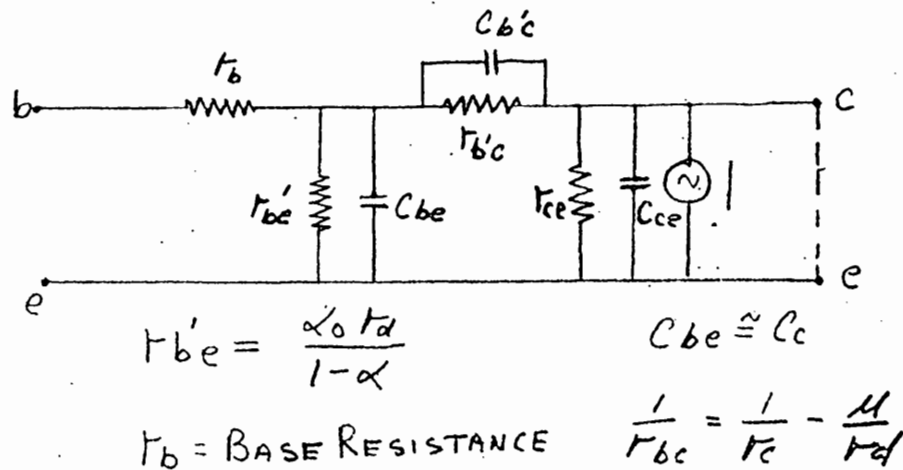 Cb'c
rb
b
c
rb'c
rbe'
Cbe
rce
Cce
e
e
rb'e = α₀ rd / 1-α
Cbe ≅ Cc
rb = BASE RESISTANCE
1/rbc = 1/rc - μ/rd